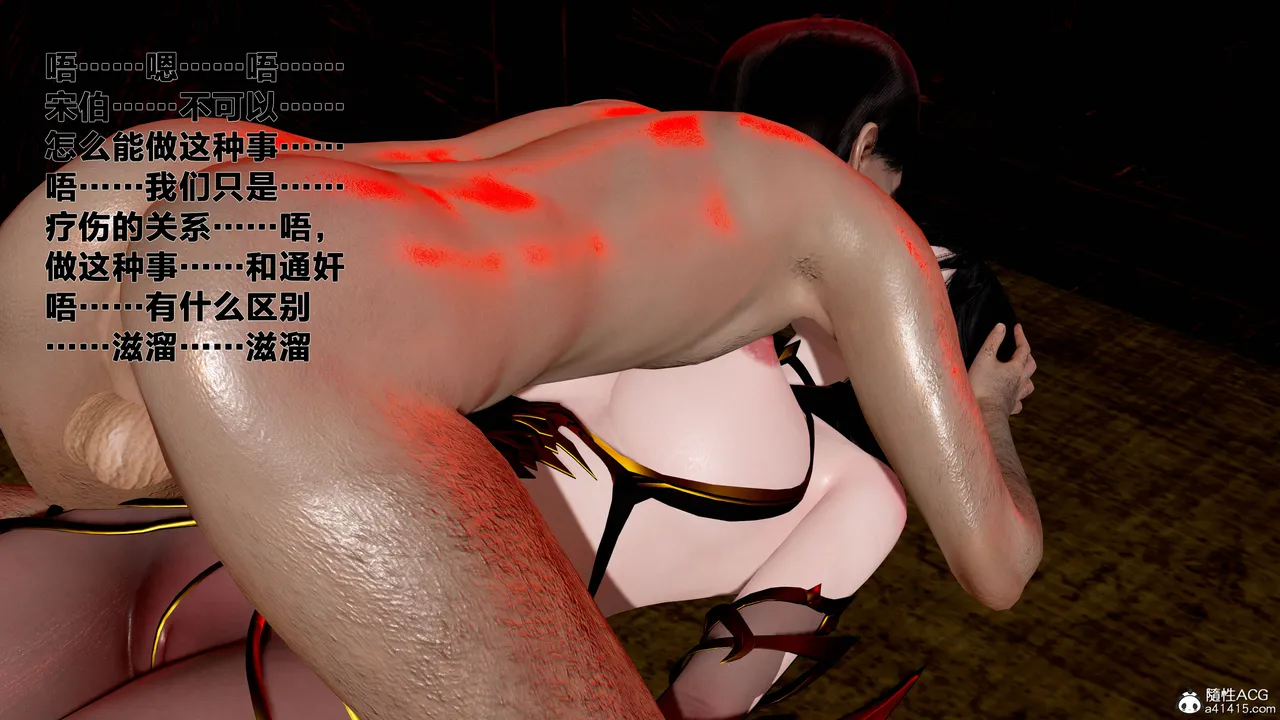 唔……嗯……唔……
宋伯……不可以……
怎么能做这种事……
唔……我们只是……
疗伤的关系……唔，
做这种事……和通奸
唔……有什么区别
……滋溜……滋溜
隨性ACG
a41415.com